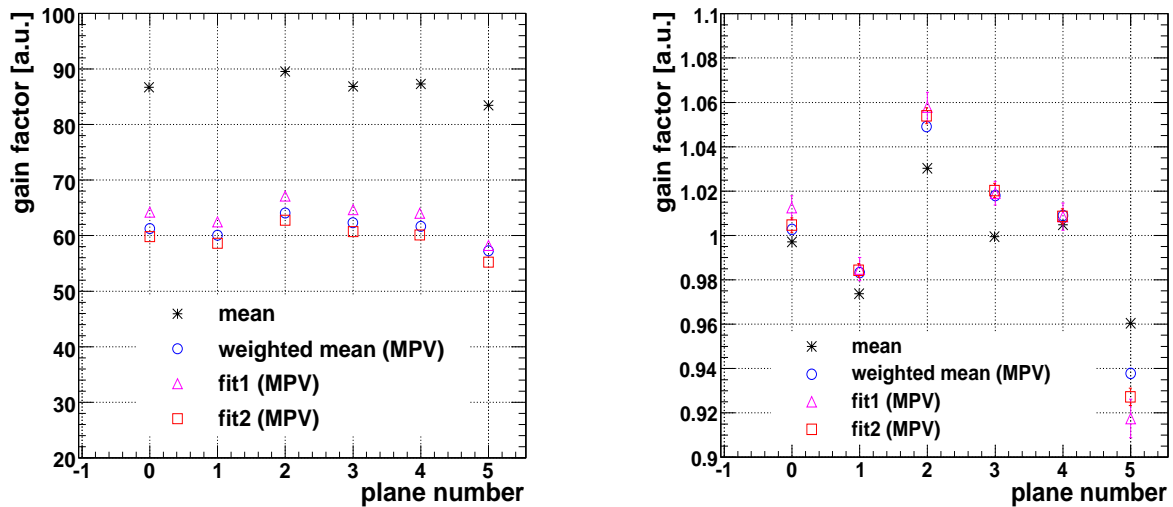 gain factor [a.u.]
100
90
80
70
60
50
40
30
20
mean
weighted mean (MPV)
fit1 (MPV)
fit2 (MPV)
-1 0 1 2 3 4 5
plane number
gain factor [a.u.]
1.1
1.08
1.06
1.04
1.02
1
0.98
0.96
0.94
0.92
0.9
mean
weighted mean (MPV)
fit1 (MPV)
fit2 (MPV)
-1 0 1 2 3 4 5
plane number